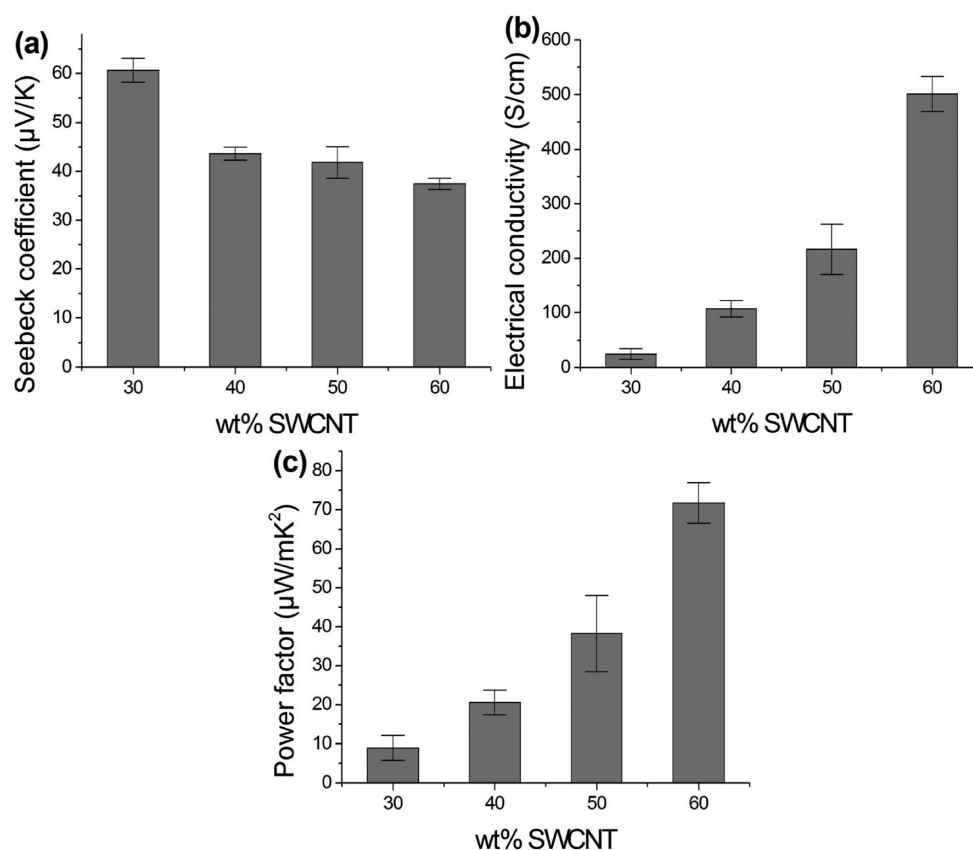 (a)
Seebeck coefficient (µV/K)
60
50
40
30
20
10
0
30 40 50 60
wt% SWCNT
(b)
Electrical conductivity (S/cm)
600
500
400
300
200
100
0
30 40 50 60
wt% SWCNT
(c)
Power factor (µW/mK²)
80
70
60
50
40
30
20
10
0
30 40 50 60
wt% SWCNT